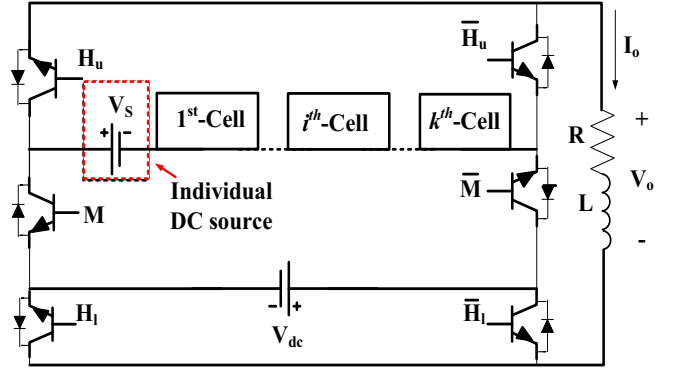 H̅u
Hu
Io
VS
+ -
1st-Cell
ith-Cell
kth-Cell
R
+
Vo
L
-
M
M̅
Individual
DC source
Hl
- +
Vdc
H̅l